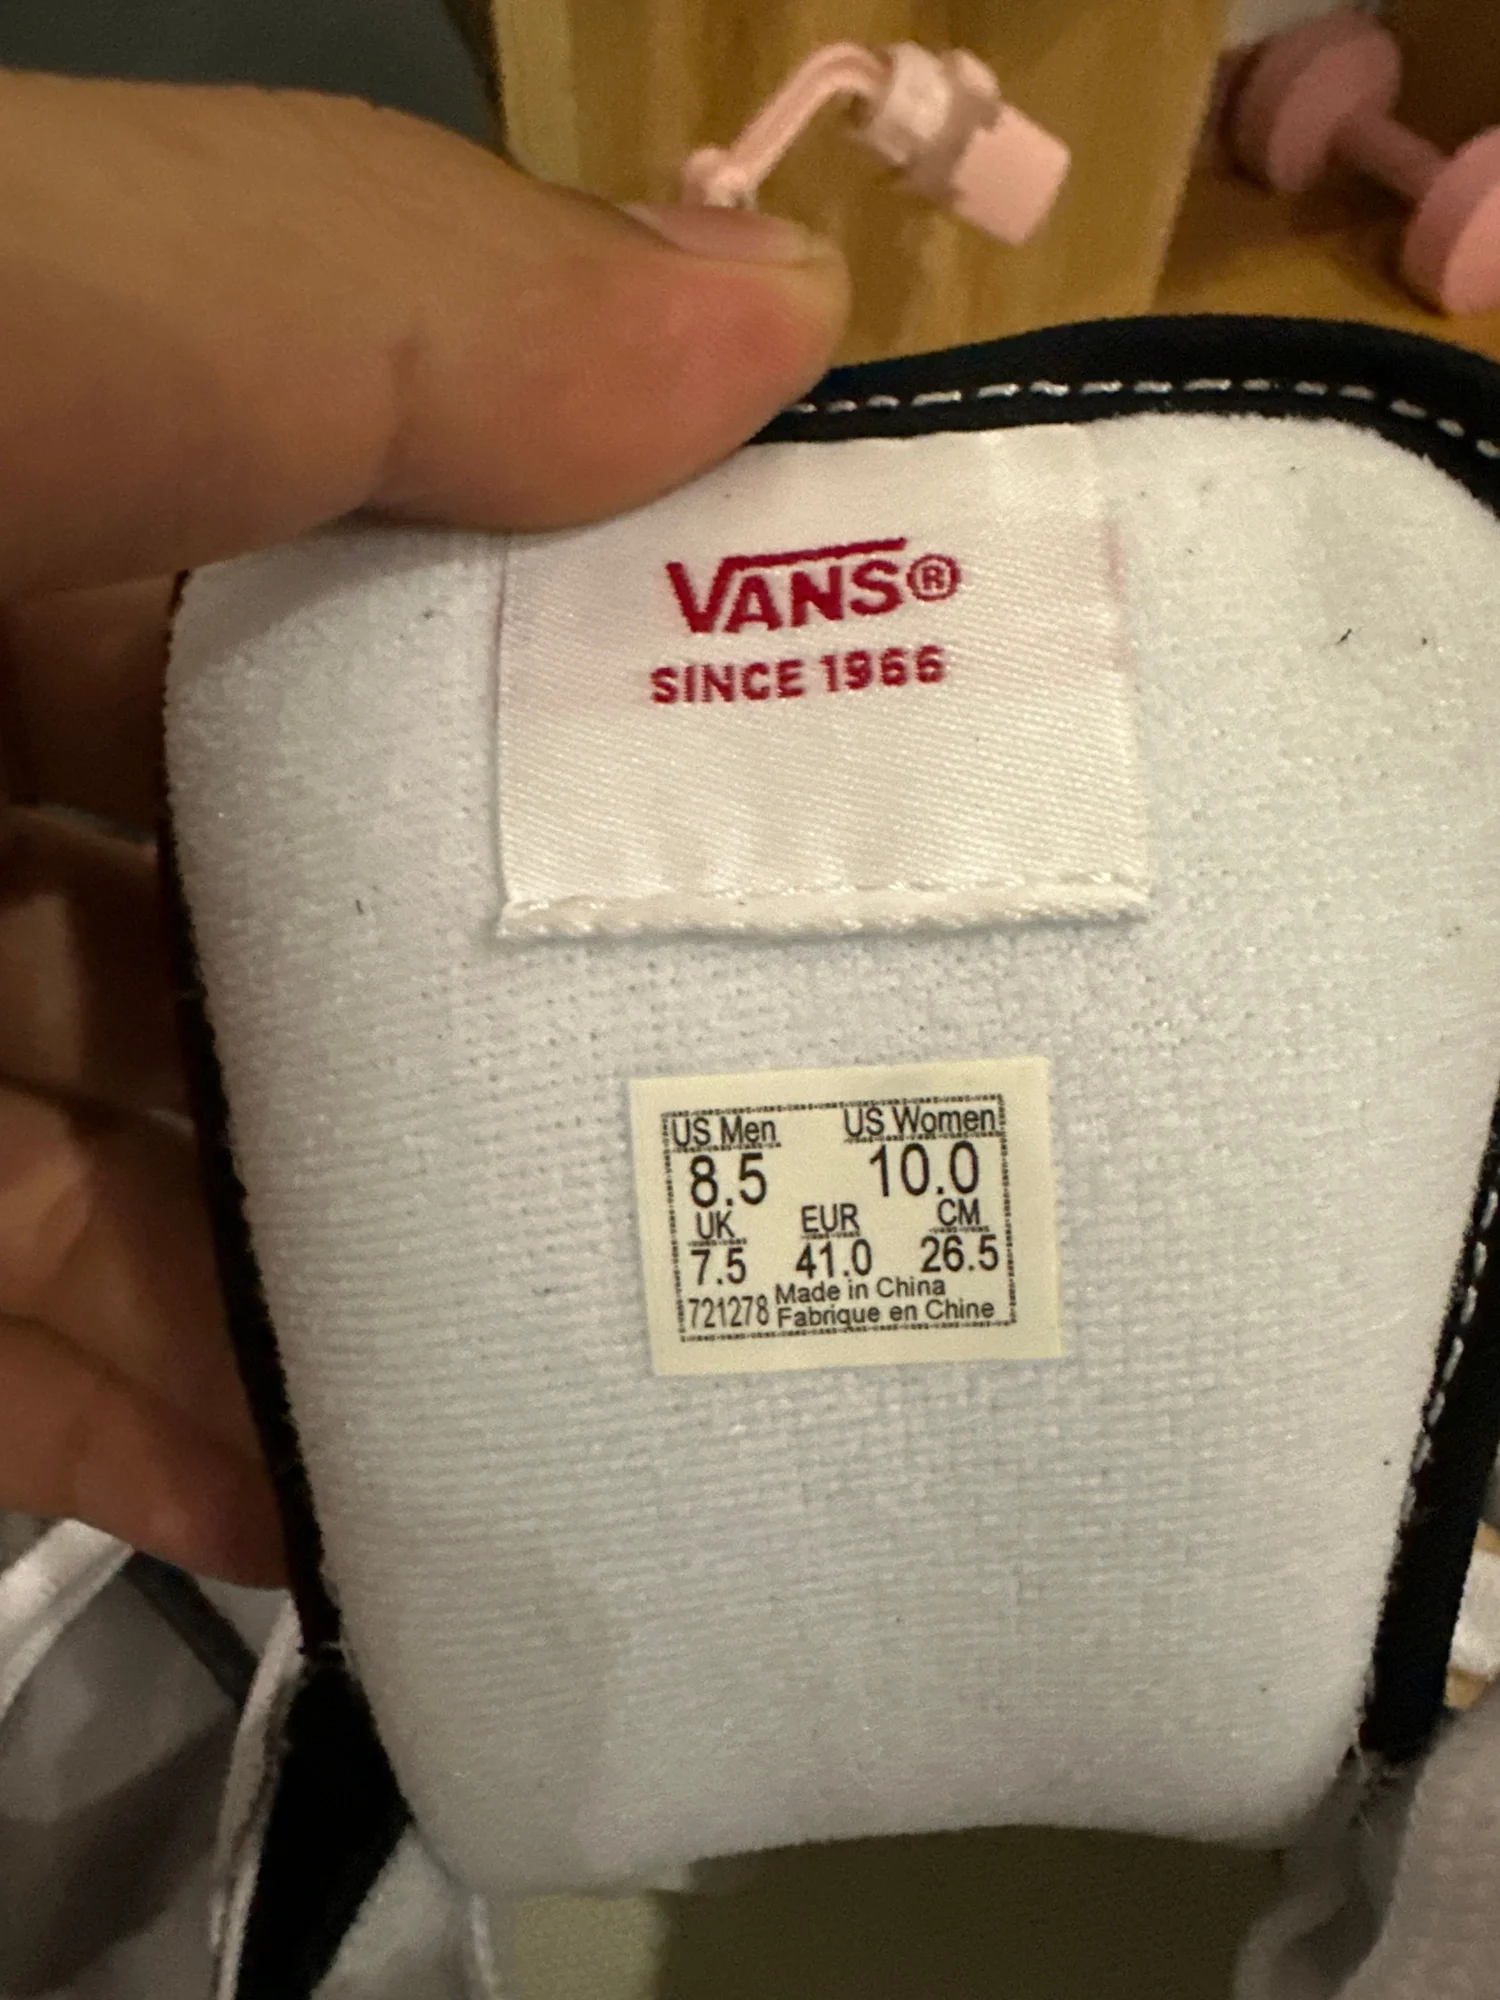 VANS®
SINCE 1966
US Men US Women
8.5 10.0
UK EUR CM
7.5 41.0 26.5
721278 Made in China
Fabrique en Chine